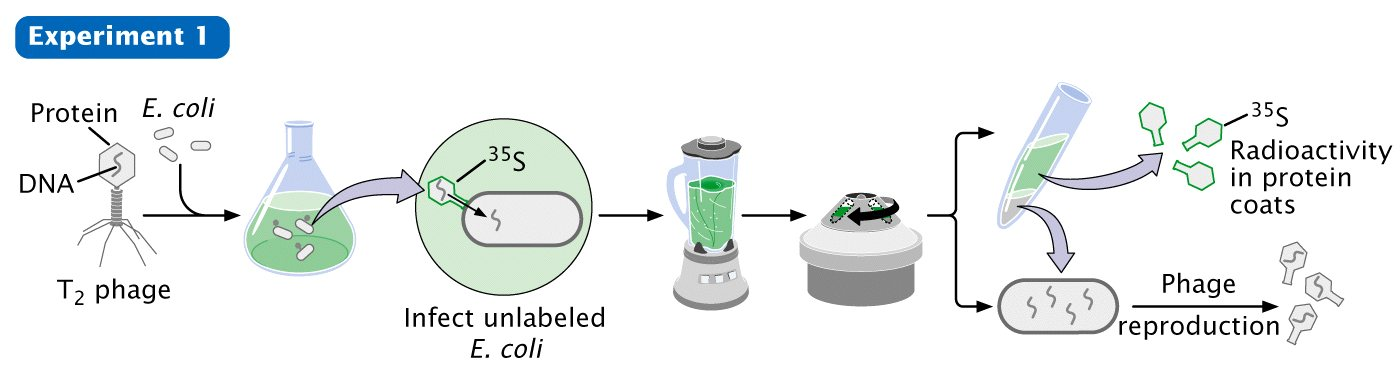 Experiment 1
Protein
E. coli
DNA
T₂ phage
³⁵S
Infect unlabeled
E. coli
³⁵S
Radioactivity
in protein
coats
Phage
reproduction